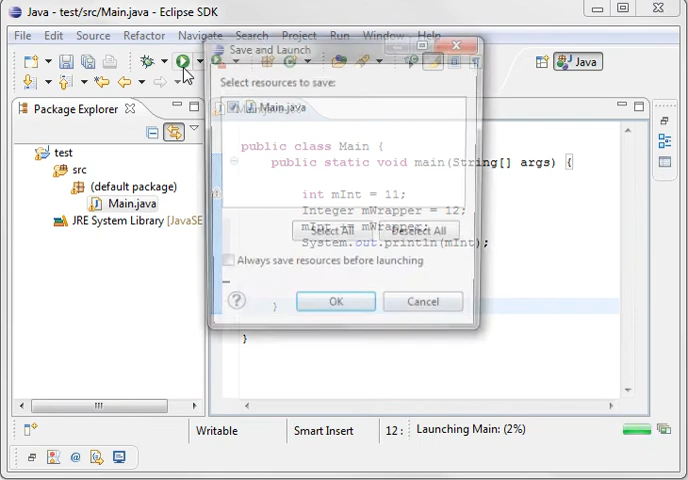 Java - test/src/Main.java - Eclipse SDK
File Edit Source Refactor Navigate Search Project Run Window Help
Save and Launch
Java
Select resources to save:
Package Explorer
Main.java
test
src
(default package)
Main.java
JRE System Library [JavaSE
public class Main {
public static void main(String[] args) {
int mInt = 11;
Integer mWrapper = 12;
mInt += mWrapper;
System.out.println(mInt);
}
}
Select All Deselect All
Always save resources before launching
OK Cancel
Writable Smart Insert 12 : Launching Main: (2%)